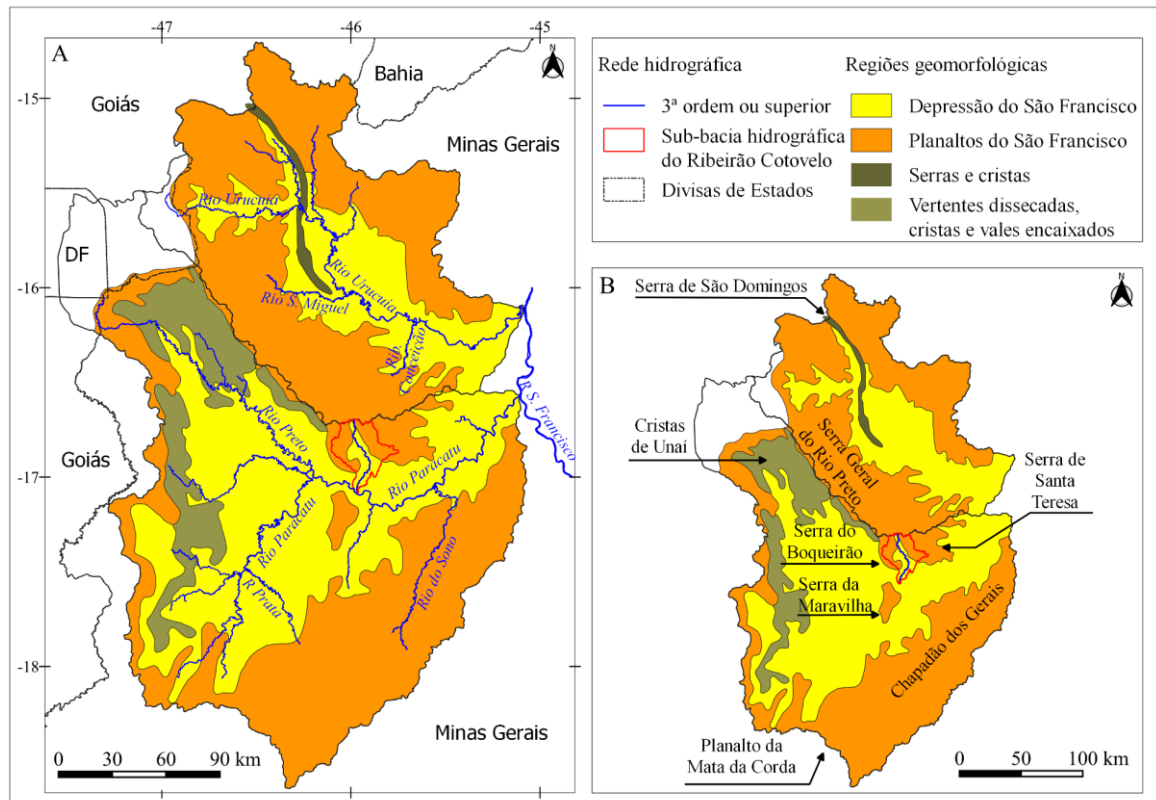 -47
-46
-45
A
N
Bahia
Goiás
-15
Minas Gerais
Rio Urucuia
DF
-16
Rio Urucuia
Rio S. Miguel
Rib. Conceição
R S. Francisco
Rio Preto
Goiás
-17
Rio Paracatu
Rio Paracatu
Rio do Sono
R Prata
-18
Minas Gerais
0 30 60 90 km
Rede hidrográfica
3ª ordem ou superior
Sub-bacia hidrográfica
do Ribeirão Cotovelo
Divisas de Estados
Regiões geomorfológicas
Depressão do São Francisco
Planaltos do São Francisco
Serras e cristas
Vertentes dissecadas,
cristas e vales encaixados
B
N
Serra de São Domingos
Cristas
de Unaí
Serra Geral
do Rio Preto
Serra de
Santa
Teresa
Serra do
Boqueirão
Serra da
Maravilha
Chapadão dos Gerais
Planalto da
Mata da Corda
0 50 100 km